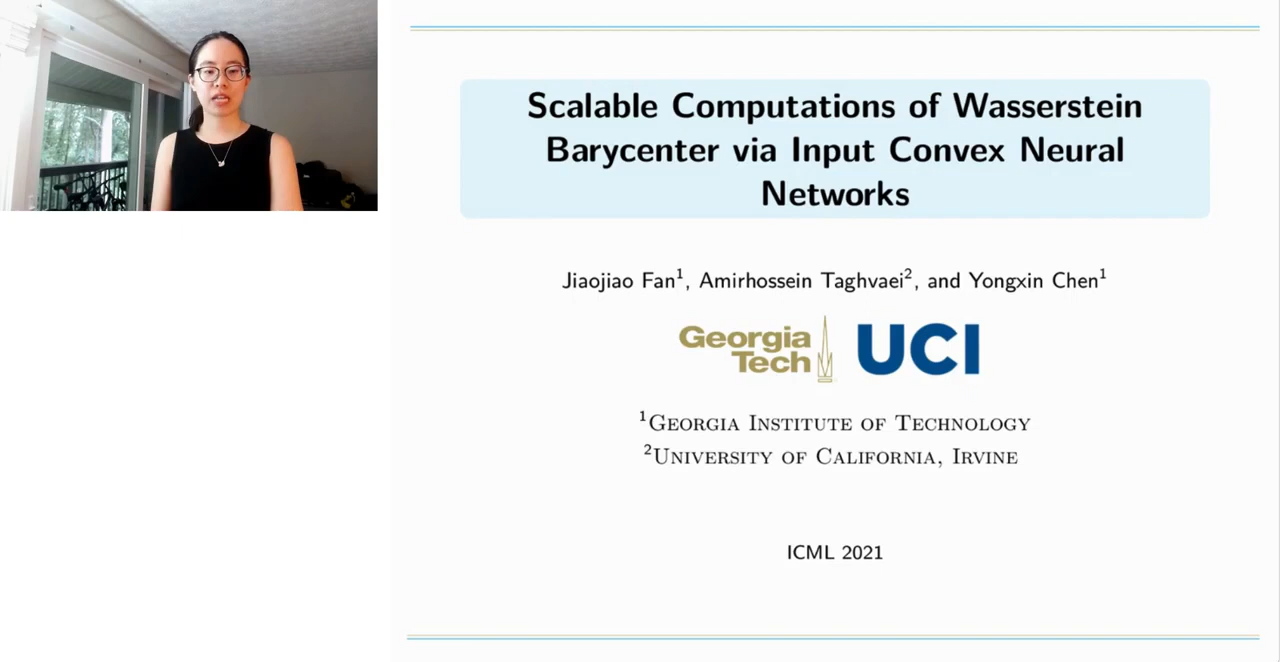 Scalable Computations of Wasserstein
Barycenter via Input Convex Neural
Networks
Jiaojiao Fan¹, Amirhossein Taghvaei², and Yongxin Chen¹
Georgia
Tech
UCI
¹Georgia Institute of Technology
²University of California, Irvine
ICML 2021